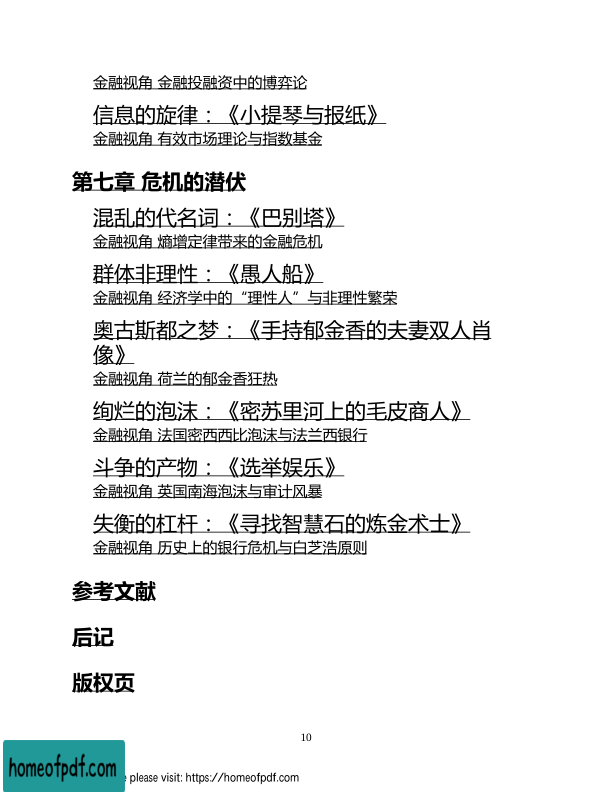 金融视角 金融投融资中的博弈论
信息的旋律：《小提琴与报纸》
金融视角 有效市场理论与指数基金
第七章 危机的潜伏
混乱的代名词：《巴别塔》
金融视角 熵增定律带来的金融危机
群体非理性：《愚人船》
金融视角 经济学中的“理性人”与非理性繁荣
奥古斯都之梦：《手持郁金香的夫妻双人肖
像》
金融视角 荷兰的郁金香狂热
绚烂的泡沫：《密苏里河上的毛皮商人》
金融视角 法国密西西比泡沫与法兰西银行
斗争的产物：《选举娱乐》
金融视角 英国南海泡沫与审计风暴
失衡的杠杆：《寻找智慧石的炼金术士》
金融视角 历史上的银行危机与白芝浩原则
参考文献
后记
版权页
10
homeofpdf.com
e please visit: https://homeofpdf.com